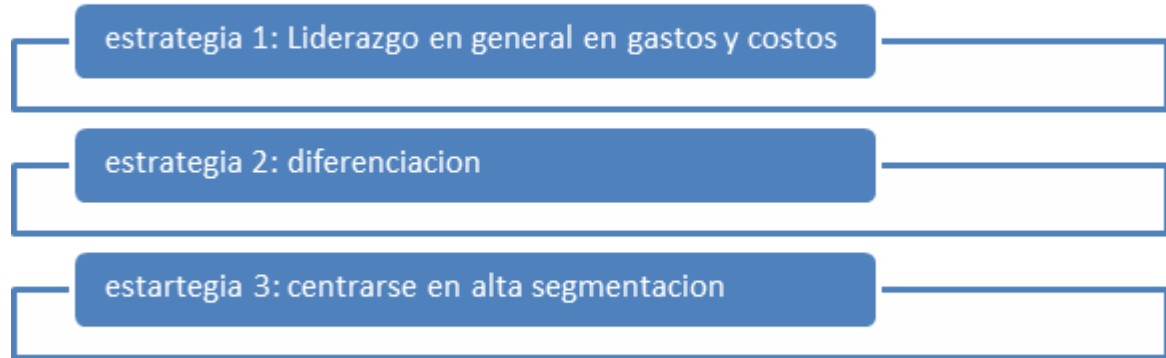 estrategia 1: Liderazgo en general en gastos y costos
estrategia 2: diferenciacion
estartegia 3: centrarse en alta segmentacion